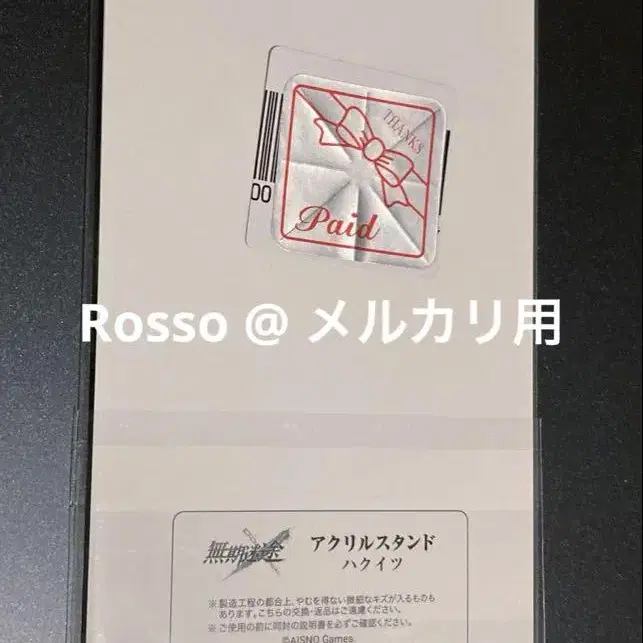 THANKS
00
Paid
Rosso @ メルカリ用
無期迷途
アクリルスタンド
ハクイツ
※製造工程の都合上、やむを得ない微細なキズが入るものも
あります。こちらの交換・返品はご遠慮ください。
※ご使用の前に同封の説明書を必ずご確認ください。
©AISNO Games.